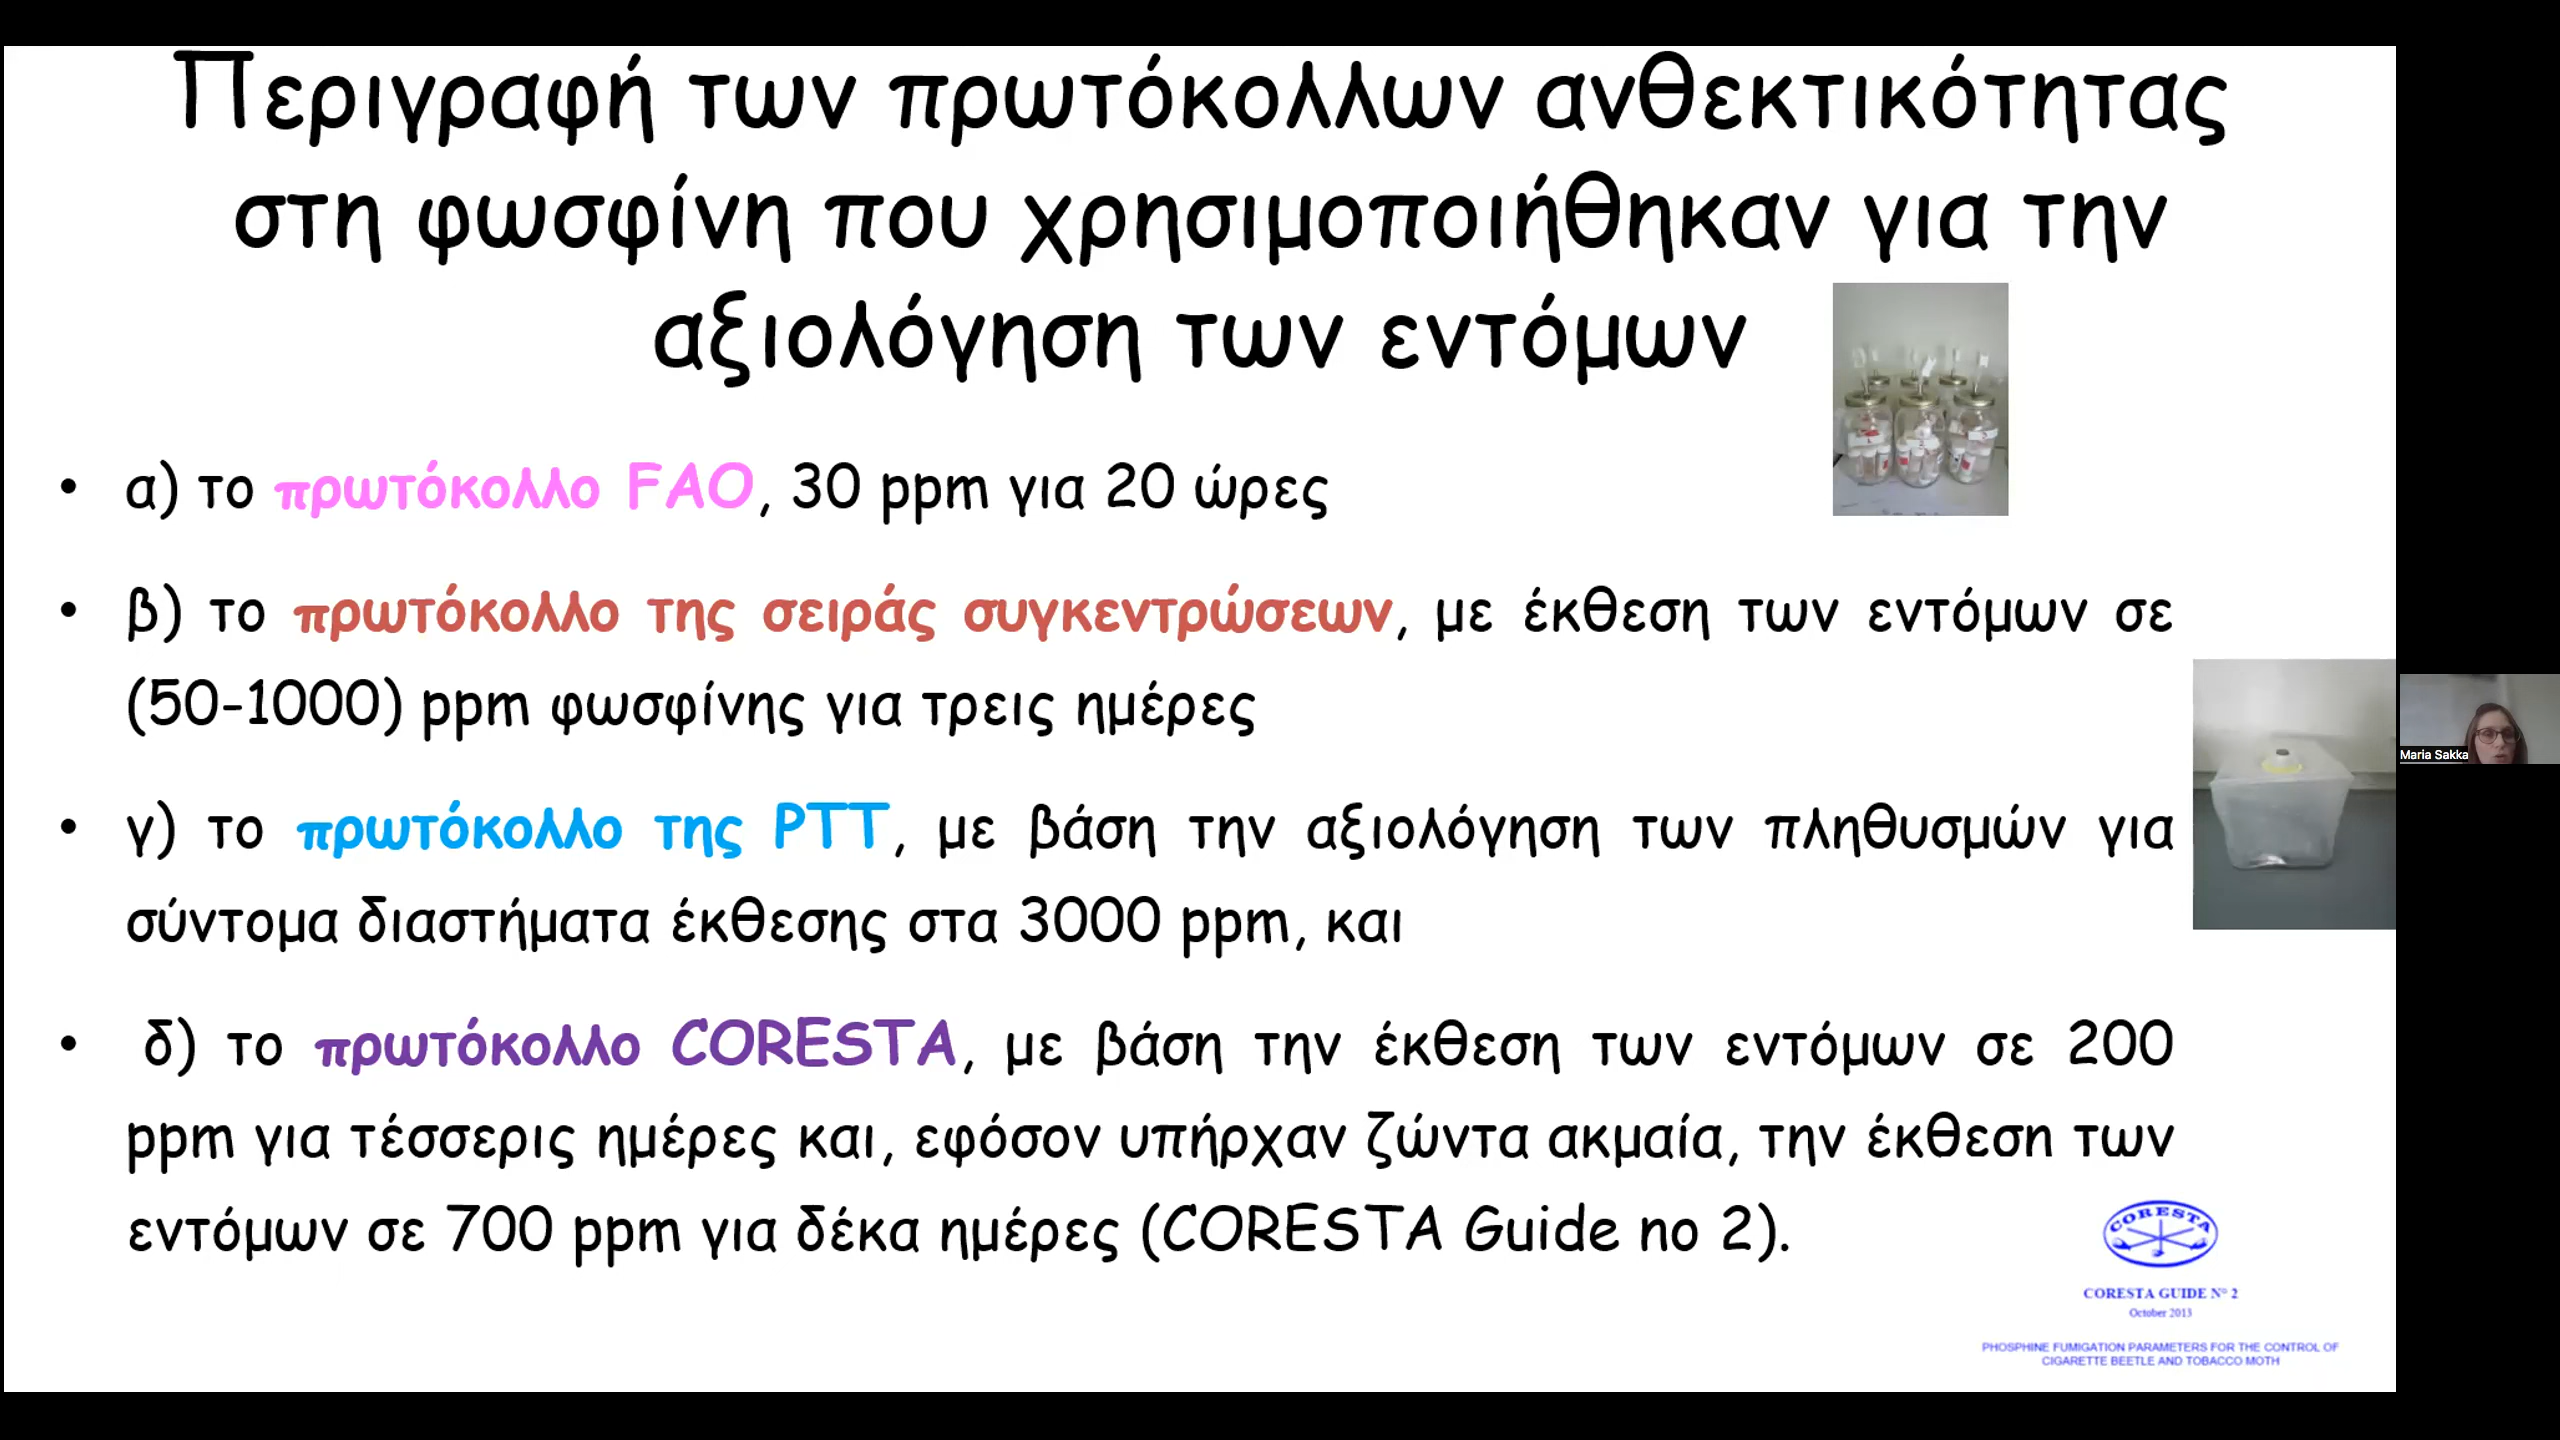 Περιγραφή των πρωτόκολλων ανθεκτικότητας
στη φωσφίνη που χρησιμοποιήθηκαν για την
αξιολόγηση των εντόμων
• α) το πρωτόκολλο FAO, 30 ppm για 20 ώρες
• β) το πρωτόκολλο της σειράς συγκεντρώσεων, με έκθεση των εντόμων σε
(50-1000) ppm φωσφίνης για τρεις ημέρες
• γ) το πρωτόκολλο της PTT, με βάση την αξιολόγηση των πληθυσμών για
σύντομα διαστήματα έκθεσης στα 3000 ppm, και
• δ) το πρωτόκολλο CORESTA, με βάση την έκθεση των εντόμων σε 200
ppm για τέσσερις ημέρες και, εφόσον υπήρχαν ζώντα ακμαία, την έκθεση των
εντόμων σε 700 ppm για δέκα ημέρες (CORESTA Guide no 2).
CORESTA
CORESTA GUIDE N° 2
October 2013
PHOSPHINE FUMIGATION PARAMETERS FOR THE CONTROL OF
CIGARETTE BEETLE AND TOBACCO MOTH
Maria Sakka